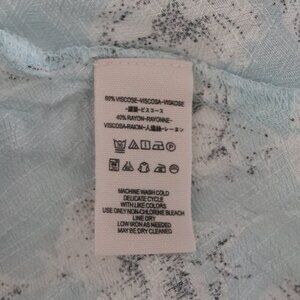 60% VISCOSE-VISCOSA-VISKOSE
ビスコース
40% RAYON-RAYONNE-
VISCOSA-RAION-人造絲-レーヨン
MACHINE WASH COLD
DELICATE CYCLE
WITH LIKE COLORS
USE ONLY NON-CHLORINE BLEACH
LINE DRY
LOW IRON AS NEEDED
MAY BE DRY CLEANED